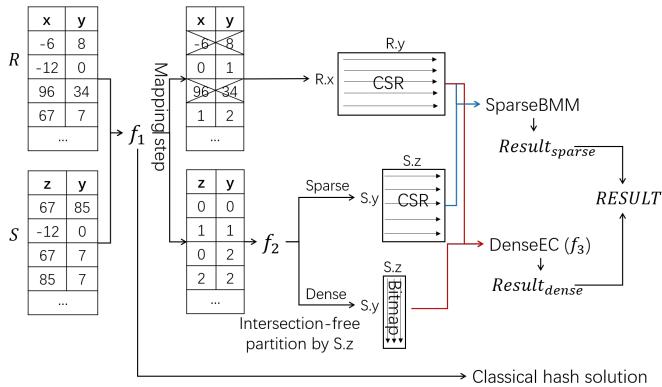 x y
-6 8
-12 0
96 34
67 7
...
R
z y
67 85
-12 0
67 7
85 7
...
S
f1
Mapping step
x y
-6 8
0 1
96 34
1 2
...
z y
0 0
1 1
0 2
2 2
...
f2
R.y
R.x
CSR
S.z
Sparse
S.y
CSR
S.z
Dense
S.y
Bitmap
Intersection-free
partition by S.z
SparseBMM
Resultsparse
RESULT
DenseEC (f3)
Resultdense
Classical hash solution